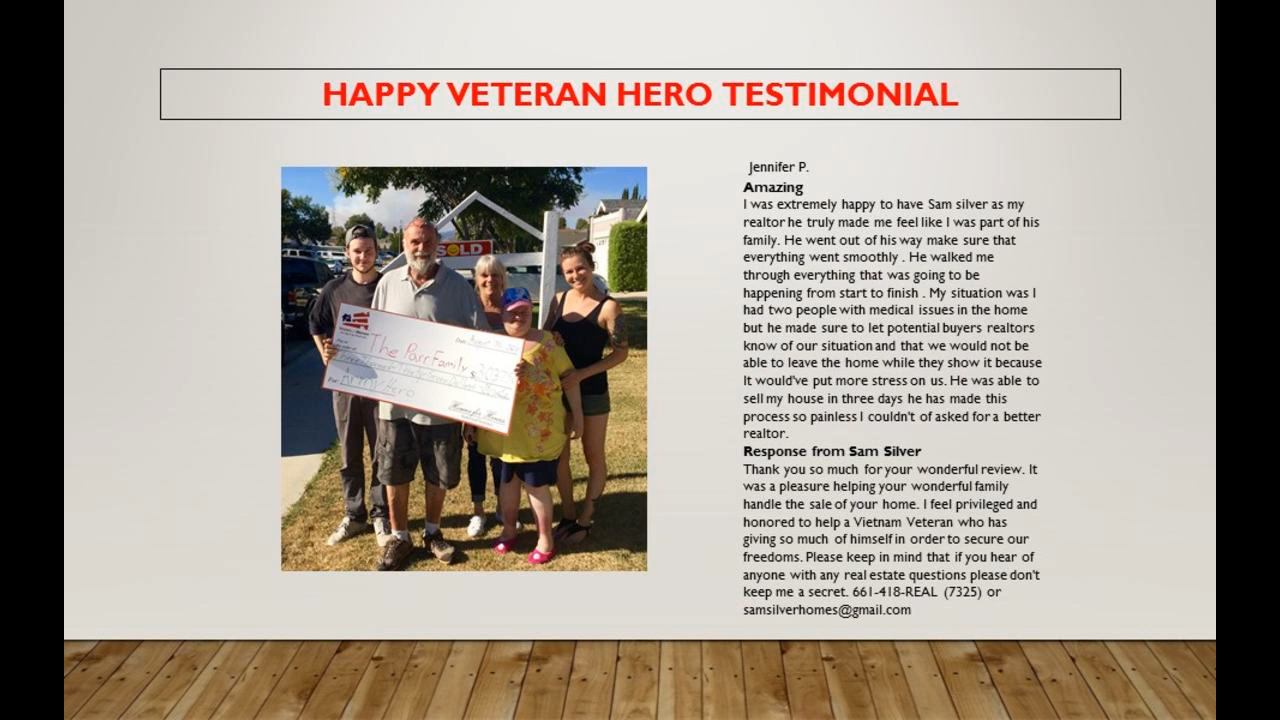 HAPPY VETERAN HERO TESTIMONIAL
SOLD
The Parr Family $
Army Hero
Jennifer P.
Amazing
I was extremely happy to have Sam silver as my
realtor he truly made me feel like I was part of his
family. He went out of his way make sure that
everything went smoothly . He walked me
through everything that was going to be
happening from start to finish . My situation was I
had two people with medical issues in the home
but he made sure to let potential buyers realtors
know of our situation and that we would not be
able to leave the home while they show it because
It would've put more stress on us. He was able to
sell my house in three days he has made this
process so painless I couldn't of asked for a better
realtor.
Response from Sam Silver
Thank you so much for your wonderful review. It
was a pleasure helping your wonderful family
handle the sale of your home. I feel privileged and
honored to help a Vietnam Veteran who has
giving so much of himself in order to secure our
freedoms. Please keep in mind that if you hear of
anyone with any real estate questions please don't
keep me a secret. 661-418-REAL (7325) or
samsilverhomes@gmail.com